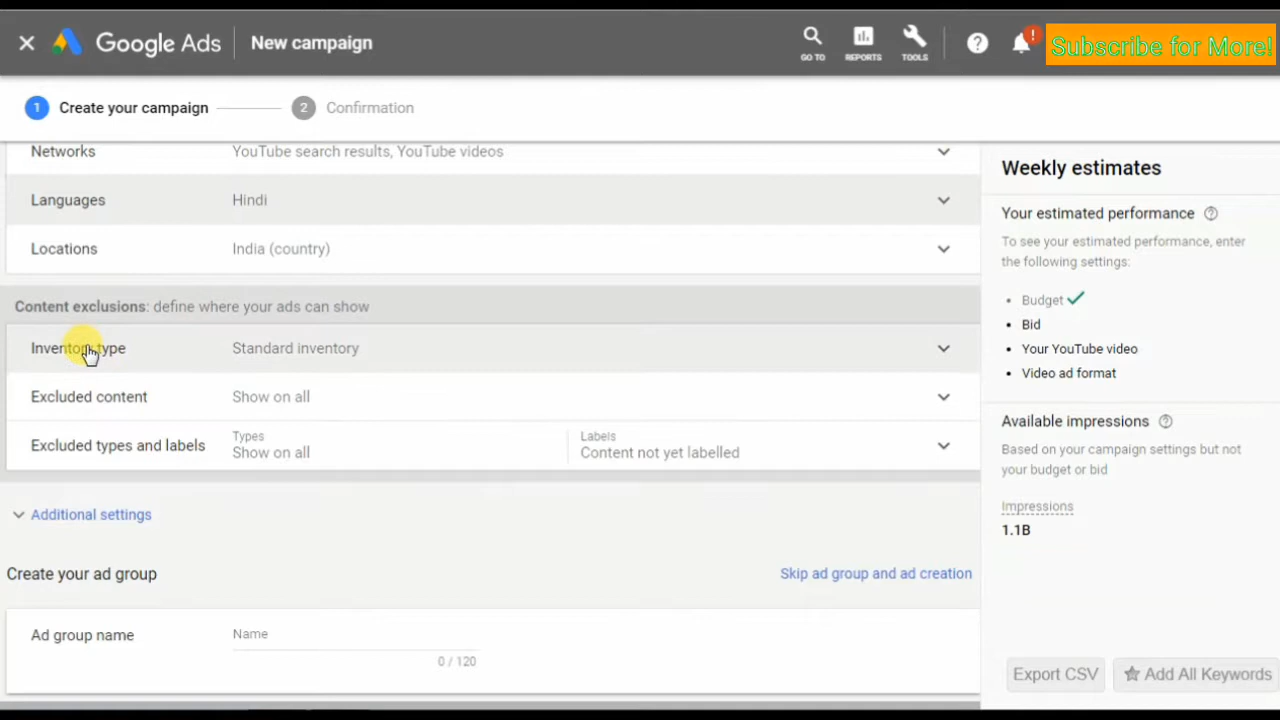 Google Ads
New campaign
GO TO
REPORTS
TOOLS
?
!
Subscribe for More!
1 Create your campaign
2 Confirmation
Networks YouTube search results, YouTube videos
Languages Hindi
Locations India (country)
Content exclusions: define where your ads can show
Inventory type Standard inventory
Excluded content Show on all
Excluded types and labels
Types
Show on all
Labels
Content not yet labelled
Additional settings
Create your ad group
Skip ad group and ad creation
Ad group name
Name
0 / 120
Weekly estimates
Your estimated performance ?
To see your estimated performance, enter
the following settings:
• Budget
• Bid
• Your YouTube video
• Video ad format
Available impressions ?
Based on your campaign settings but not
your budget or bid
Impressions
1.1B
Export CSV
Add All Keywords